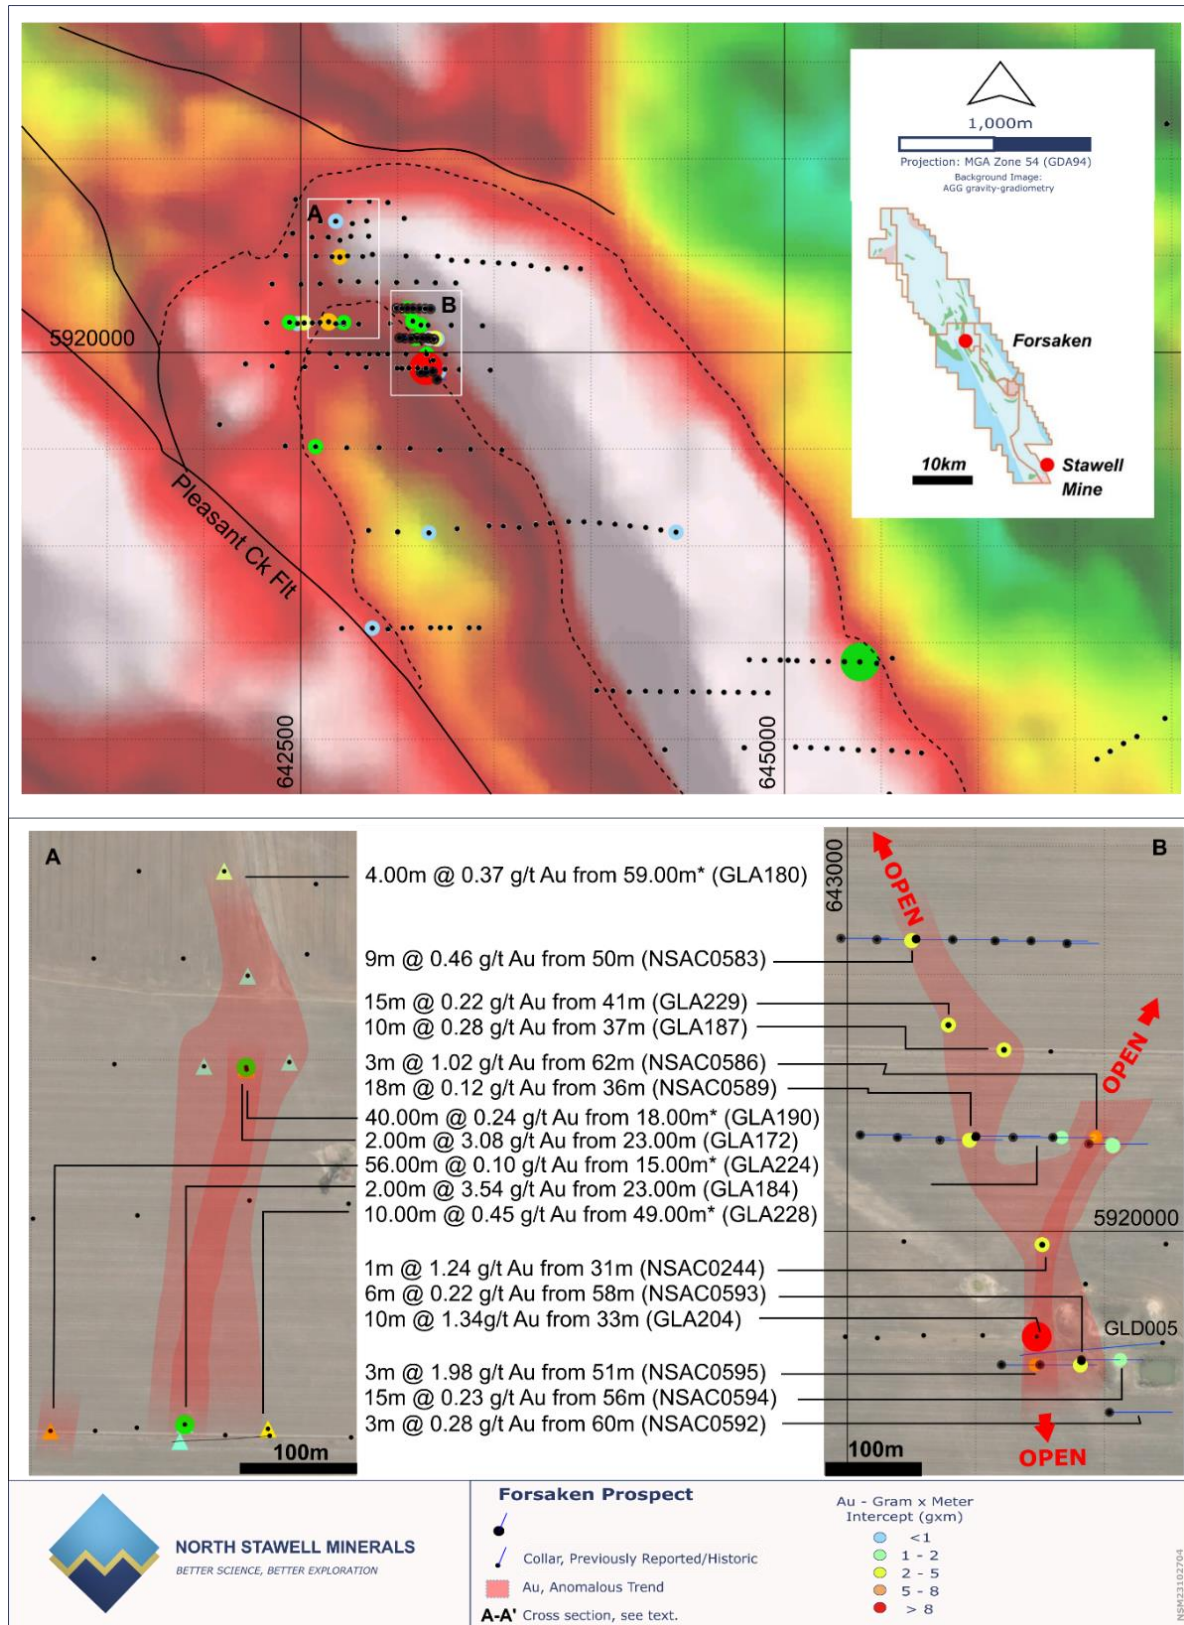 1,000m
Projection: MGA Zone 54 (GDA94)
Background Image:
AGG gravity-gradiometry
A
B
5920000
Forsaken
10km
Stawell
Mine
Pleasant Ck Flt
642500
645000
A
B
4.00m @ 0.37 g/t Au from 59.00m* (GLA180)
643000
OPEN
9m @ 0.46 g/t Au from 50m (NSAC0583)
15m @ 0.22 g/t Au from 41m (GLA229)
10m @ 0.28 g/t Au from 37m (GLA187)
OPEN
3m @ 1.02 g/t Au from 62m (NSAC0586)
18m @ 0.12 g/t Au from 36m (NSAC0589)
40.00m @ 0.24 g/t Au from 18.00m* (GLA190)
2.00m @ 3.08 g/t Au from 23.00m (GLA172)
56.00m @ 0.10 g/t Au from 15.00m* (GLA224)
2.00m @ 3.54 g/t Au from 23.00m (GLA184)
10.00m @ 0.45 g/t Au from 49.00m* (GLA228)
5920000
1m @ 1.24 g/t Au from 31m (NSAC0244)
6m @ 0.22 g/t Au from 58m (NSAC0593)
10m @ 1.34g/t Au from 33m (GLA204)
GLD005
3m @ 1.98 g/t Au from 51m (NSAC0595)
15m @ 0.23 g/t Au from 56m (NSAC0594)
3m @ 0.28 g/t Au from 60m (NSAC0592)
100m
100m
OPEN
NORTH STAWELL MINERALS
BETTER SCIENCE, BETTER EXPLORATION
Forsaken Prospect
Collar, Previously Reported/Historic
Au, Anomalous Trend
A-A' Cross section, see text.
Au - Gram x Meter
Intercept (gxm)
<1
1 - 2
2 - 5
5 - 8
> 8
NSM23102704